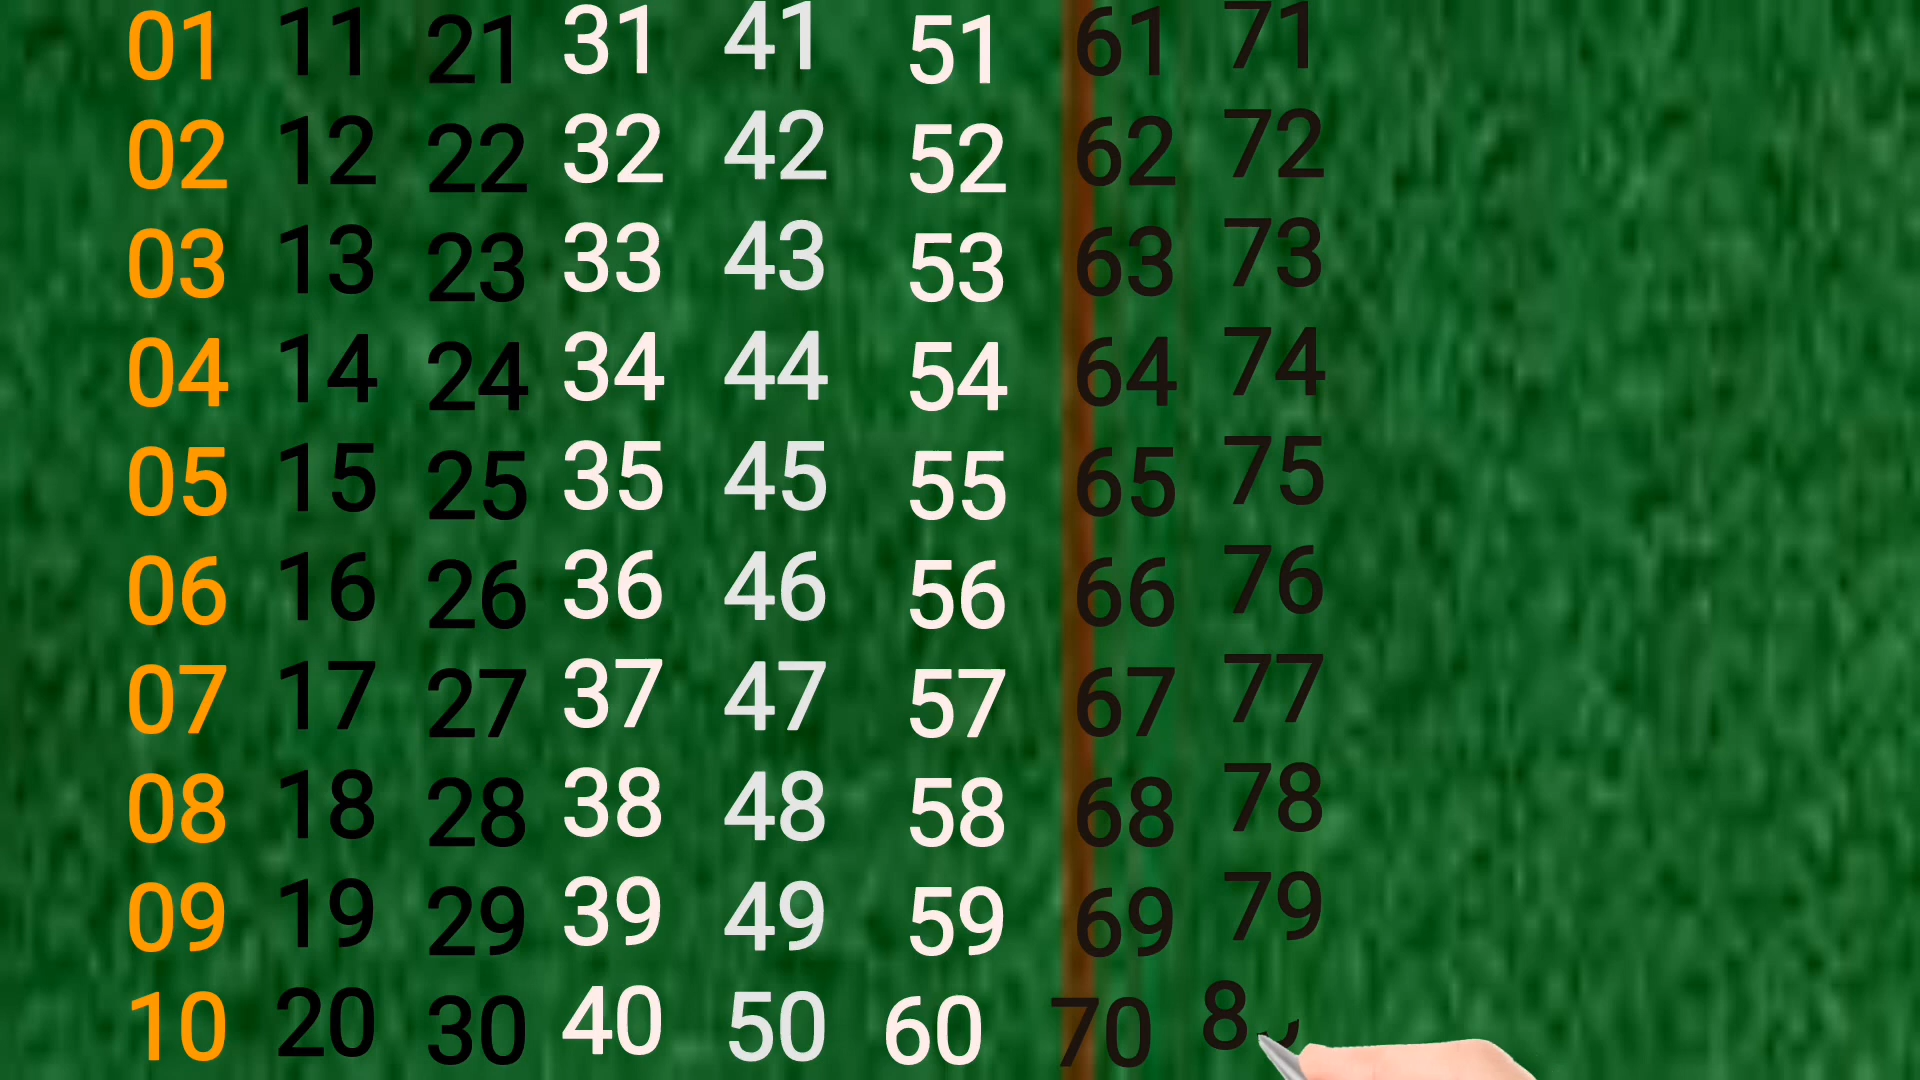 01 11 21 31 41 51 61 71
02 12 22 32 42 52 62 72
03 13 23 33 43 53 63 73
04 14 24 34 44 54 64 74
05 15 25 35 45 55 65 75
06 16 26 36 46 56 66 76
07 17 27 37 47 57 67 77
08 18 28 38 48 58 68 78
09 19 29 39 49 59 69 79
10 20 30 40 50 60 70 8